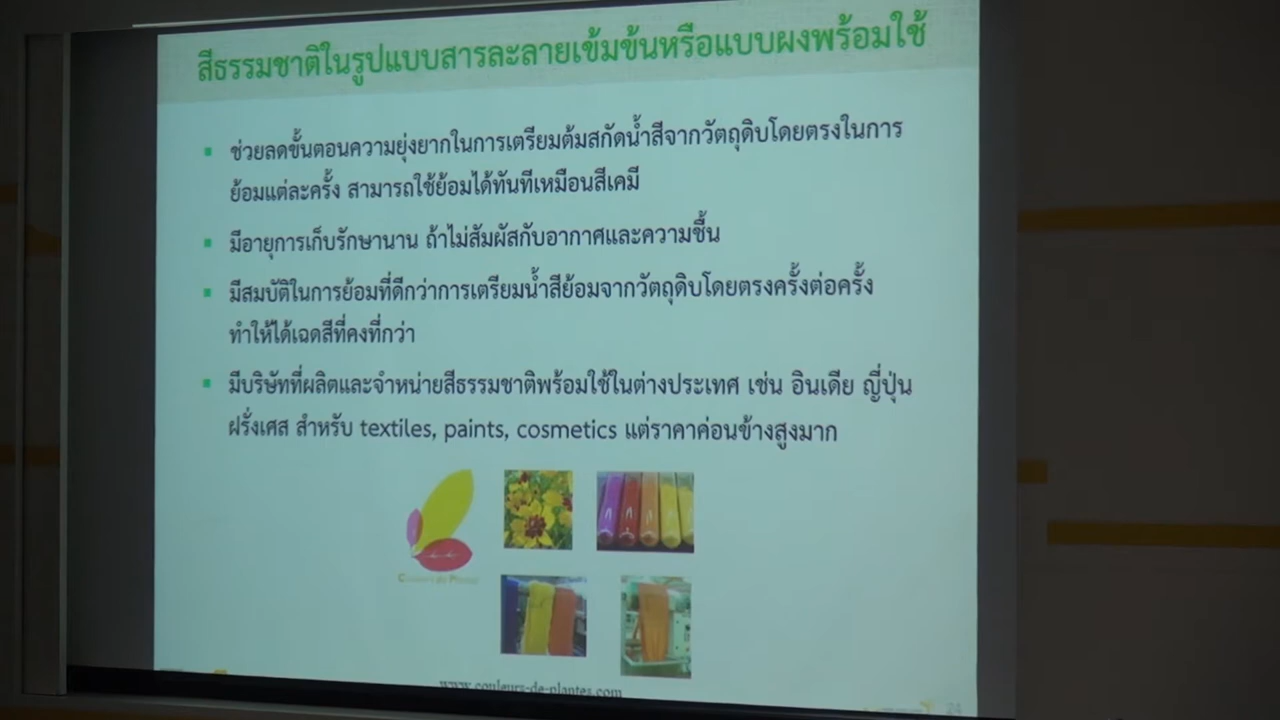 สีธรรมชาติในรูปแบบสารละลายเข้มข้นหรือแบบผงพร้อมใช้
ช่วยลดขั้นตอนความยุ่งยากในการเตรียมต้มสกัดน้ำสีจากวัตถุดิบโดยตรงในการ
ย้อมแต่ละครั้ง สามารถใช้ย้อมได้ทันทีเหมือนสีเคมี
มีอายุการเก็บรักษานาน ถ้าไม่สัมผัสกับอากาศและความชื้น
มีสมบัติในการย้อมที่ดีกว่าการเตรียมน้ำสีย้อมจากวัตถุดิบโดยตรงครั้งต่อครั้ง
ทำให้ได้เฉดสีที่คงที่กว่า
มีบริษัทที่ผลิตและจำหน่ายสีธรรมชาติพร้อมใช้ในต่างประเทศ เช่น อินเดีย ญี่ปุ่น
ฝรั่งเศส สำหรับ textiles, paints, cosmetics แต่ราคาค่อนข้างสูงมาก
www.couleurs-de-plantes.com